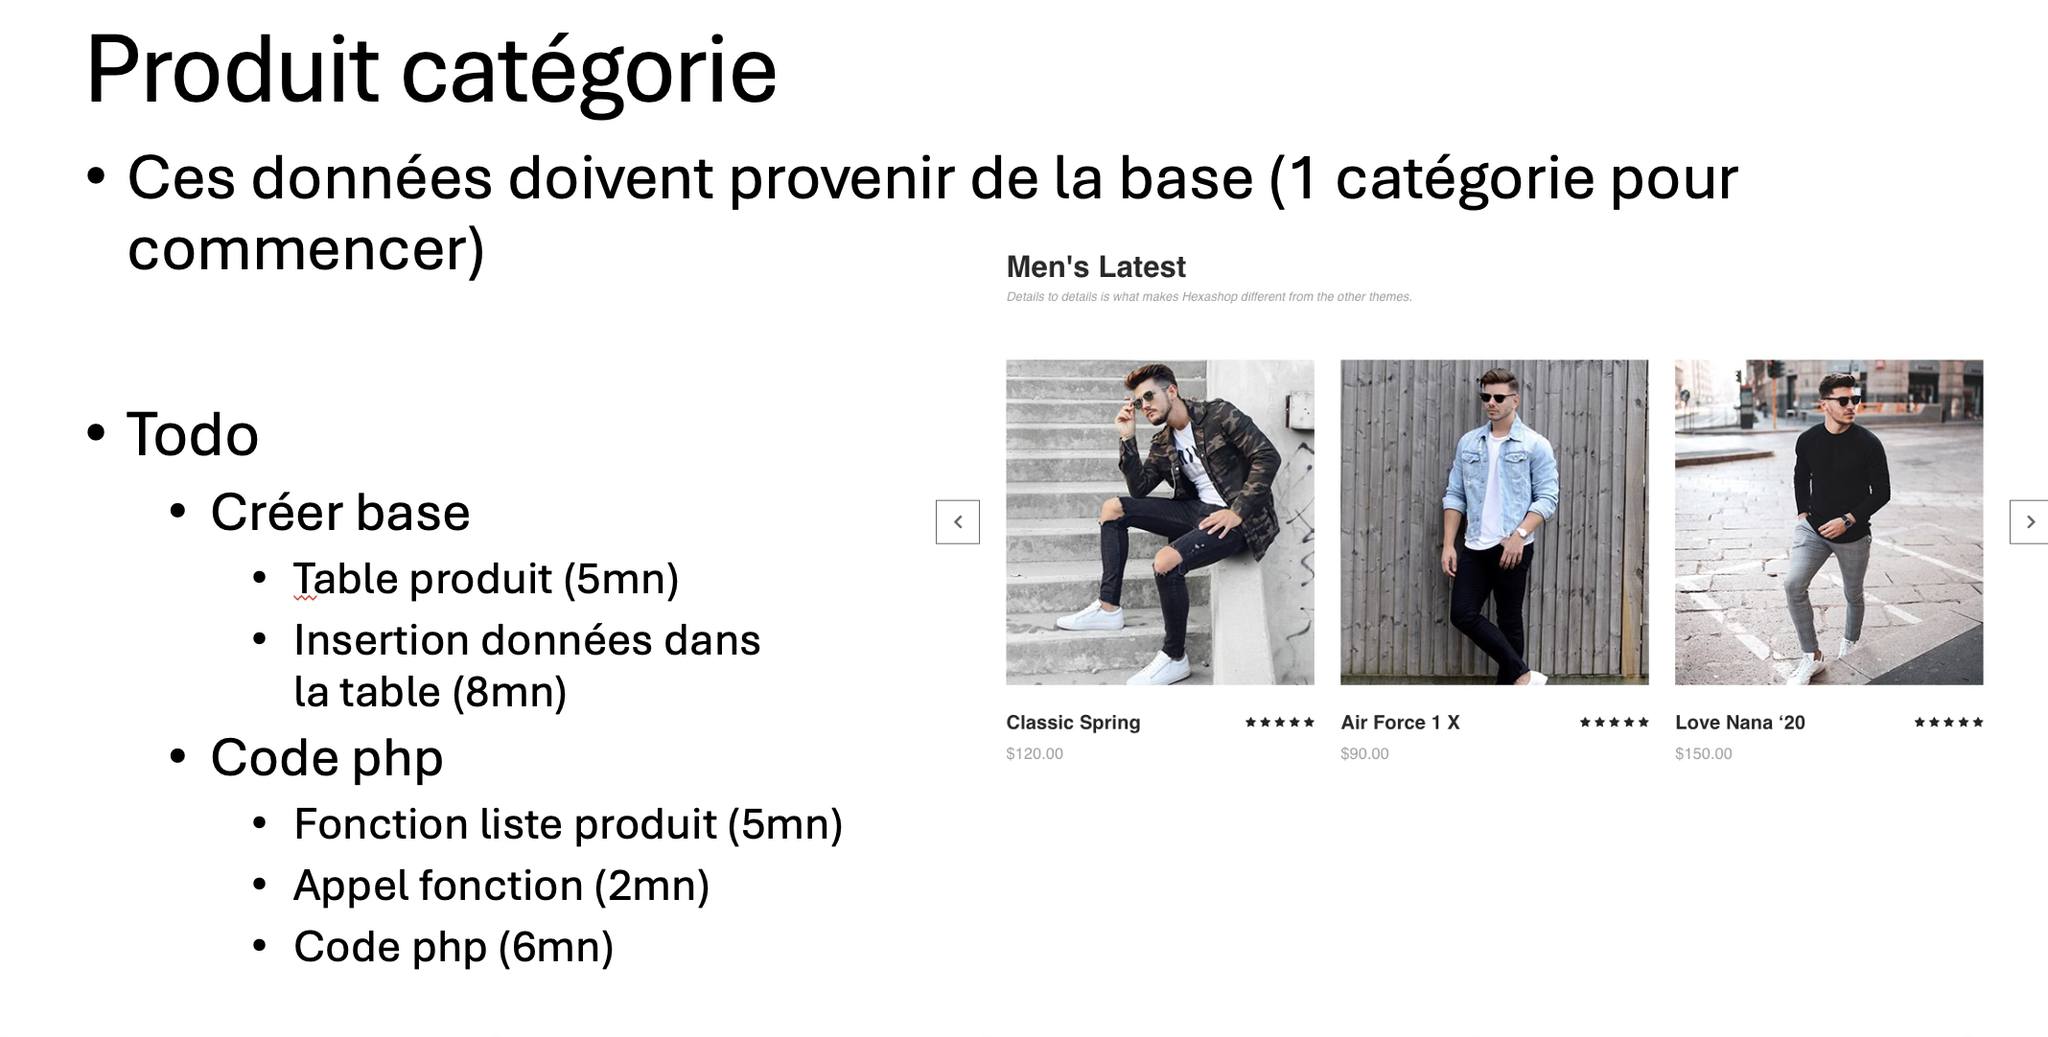 Produit catégorie
• Ces données doivent provenir de la base (1 catégorie pour
commencer)
Men's Latest
Details to details is what makes Hexashop different from the other themes.
• Todo
• Créer base
• Table produit (5mn)
• Insertion données dans
la table (8mn)
• Code php
• Fonction liste produit (5mn)
• Appel fonction (2mn)
• Code php (6mn)
Classic Spring ★★★★★
$120.00
Air Force 1 X ★★★★★
$90.00
Love Nana ‘20 ★★★★★
$150.00